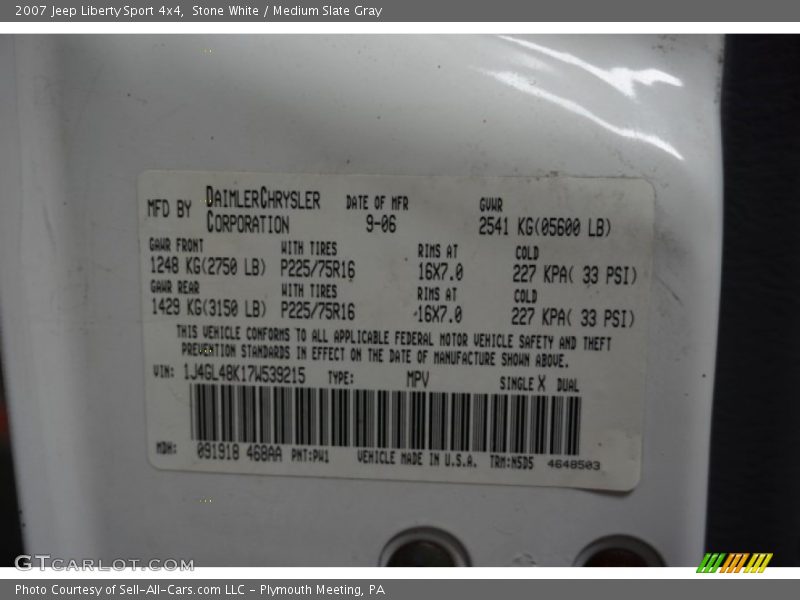 2007 Jeep Liberty Sport 4x4, Stone White / Medium Slate Gray
MFD BY DAIMLERCHRYSLER CORPORATION DATE OF MFR 9-06 GVWR 2541 KG(05600 LB)
GAWR FRONT WITH TIRES RIMS AT COLD
1248 KG(2750 LB) P225/75R16 16X7.0 227 KPA( 33 PSI)
GAWR REAR WITH TIRES RIMS AT COLD
1429 KG(3150 LB) P225/75R16 16X7.0 227 KPA( 33 PSI)
THIS VEHICLE CONFORMS TO ALL APPLICABLE FEDERAL MOTOR VEHICLE SAFETY AND THEFT
PREVENTION STANDARDS IN EFFECT ON THE DATE OF MANUFACTURE SHOWN ABOVE.
VIN: 1J4GL48K17W539215 TYPE: MPV SINGLE X DUAL
MDH: 091918 468AA PNT:PW1 VEHICLE MADE IN U.S.A. TRM:N5D5 4648503
GTCARLOT.COM
Photo Courtesy of Sell-All-Cars.com LLC - Plymouth Meeting, PA